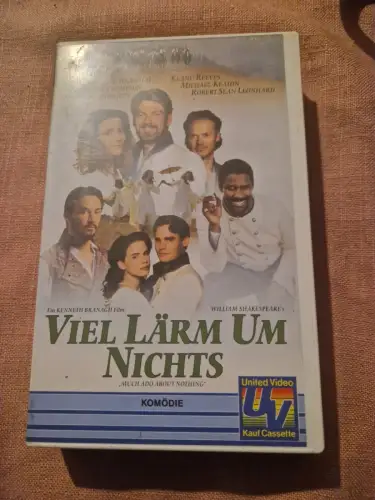 KEANU REEVES
MICHAEL KEATON
ROBERT SEAN LEONARD
Ein KENNETH BRANAGH Film
WILLIAM SHAKESPEARE's
VIEL LÄRM UM
NICHTS
„MUCH ADO ABOUT NOTHING"
KOMÖDIE
United Video
UV
Kauf Cassette